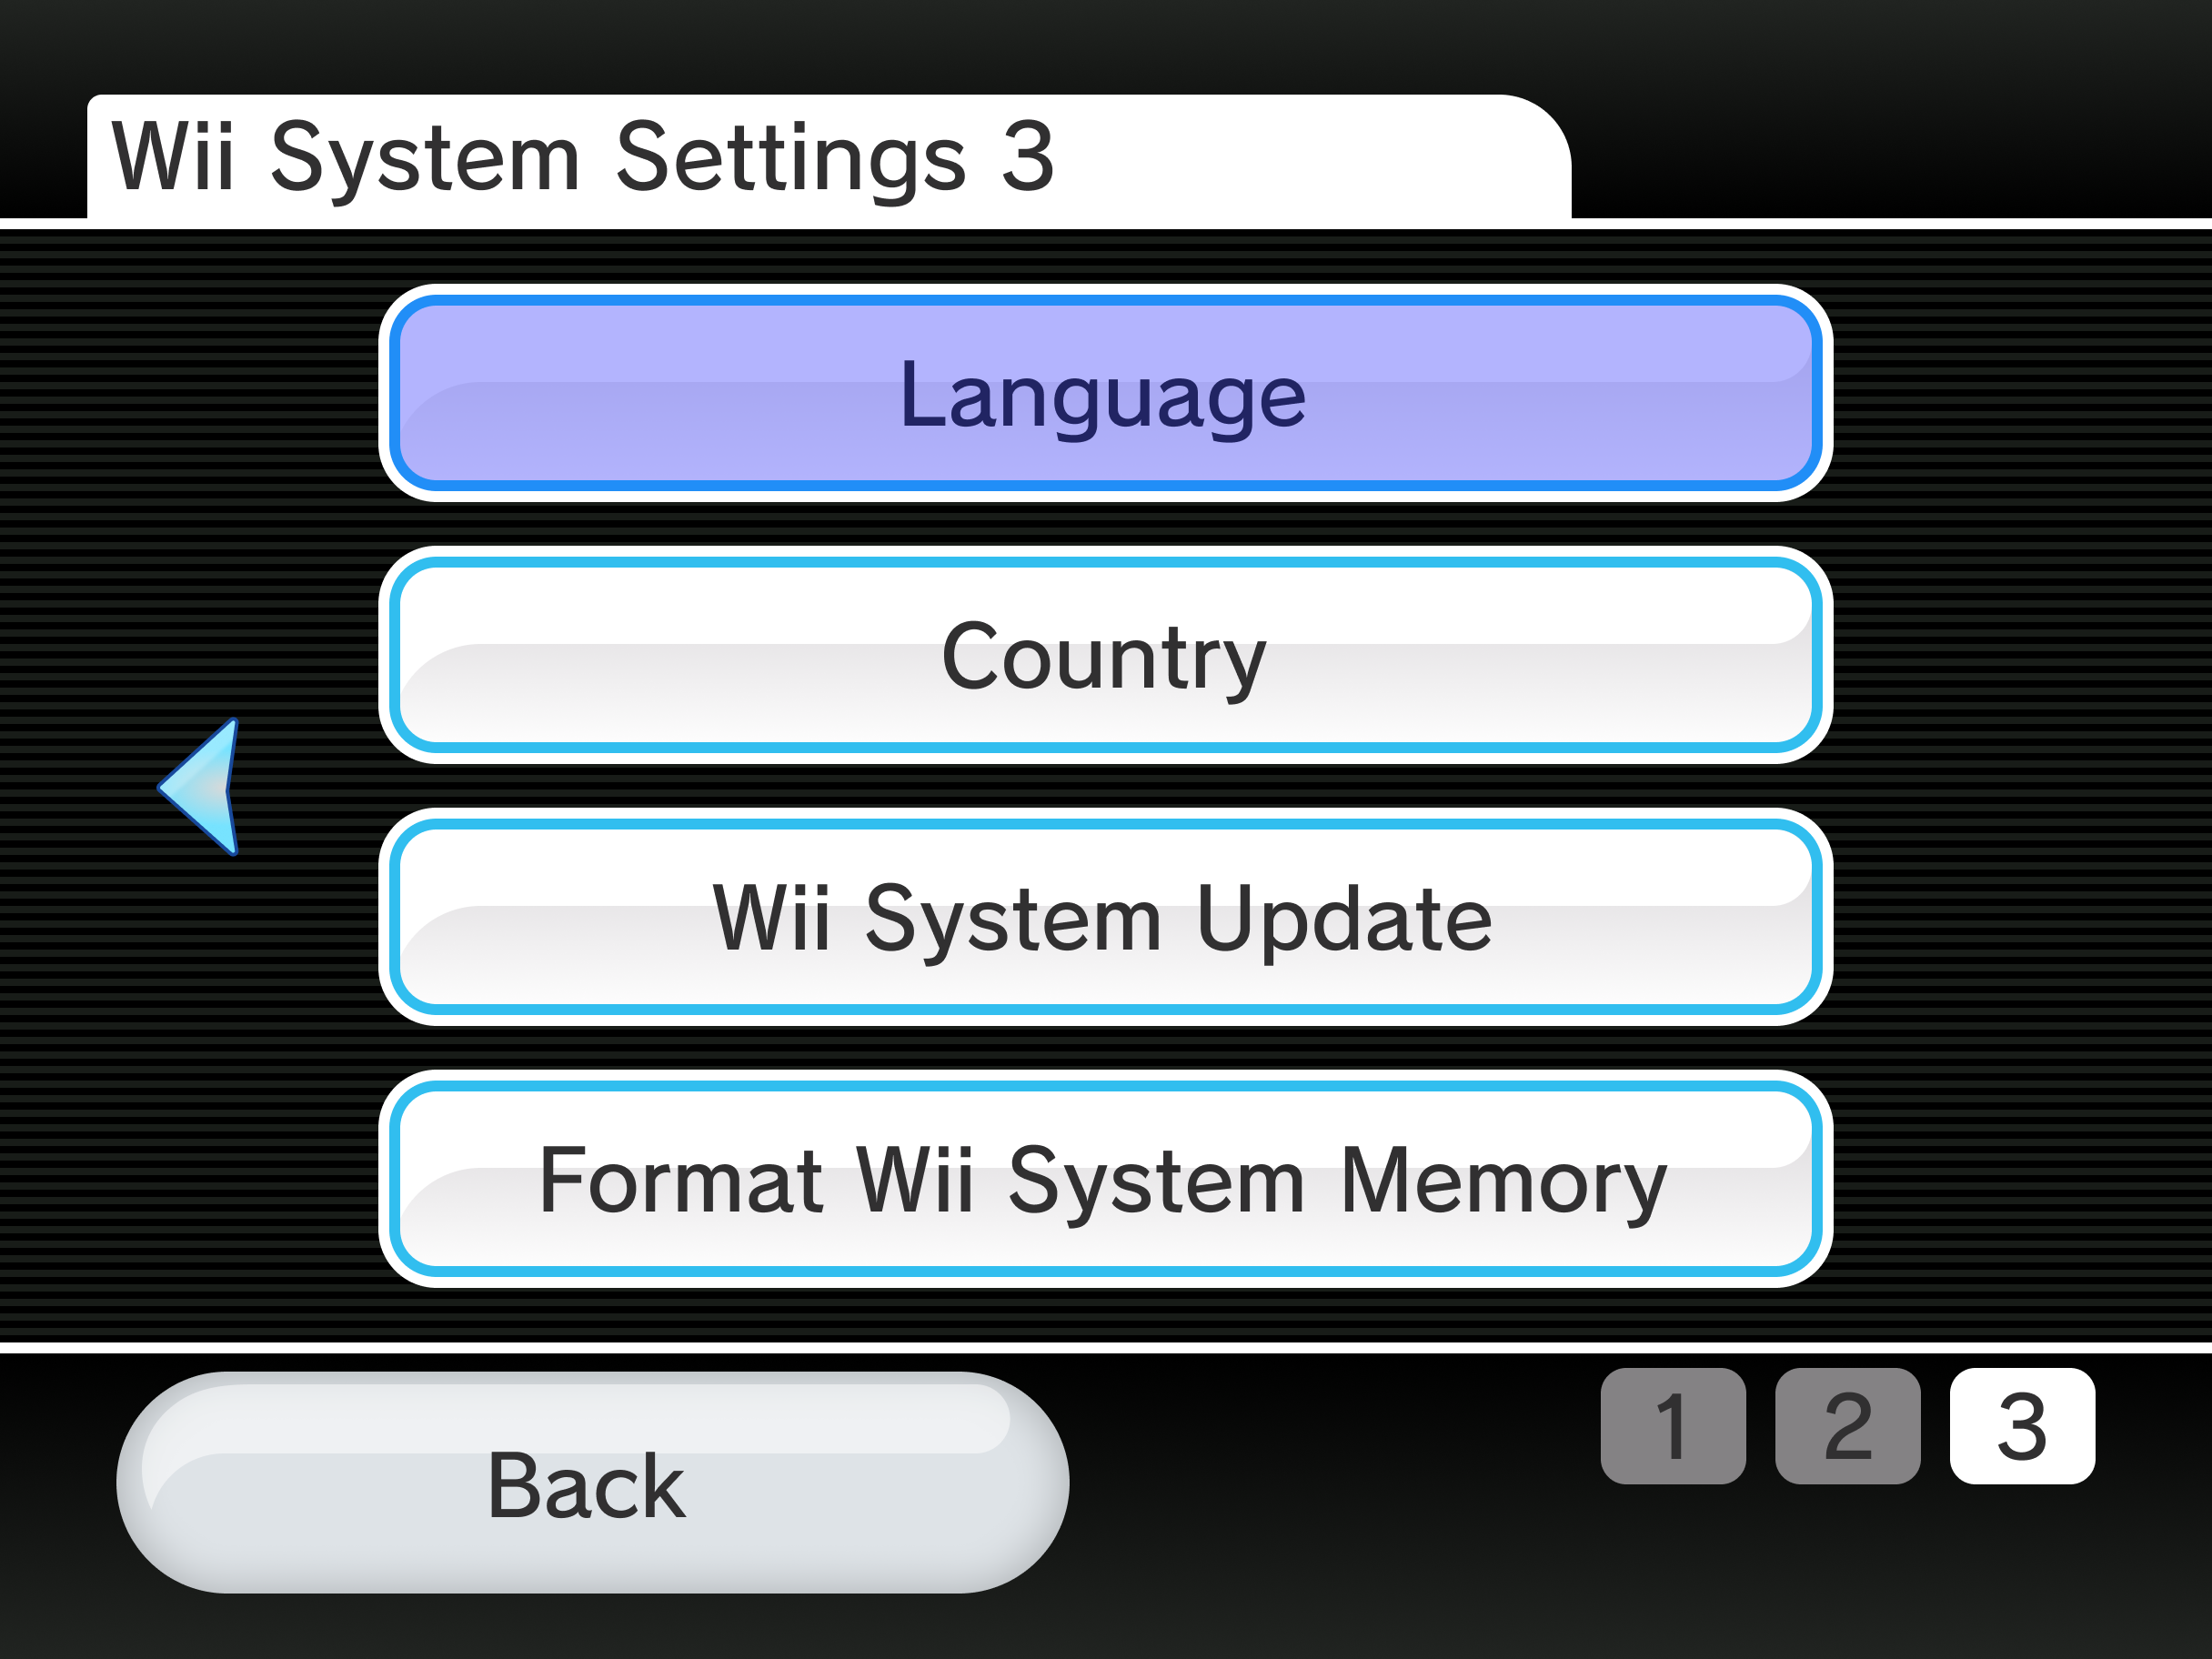 Wii System Settings 3
Language
Country
Wii System Update
Format Wii System Memory
Back
1 2 3